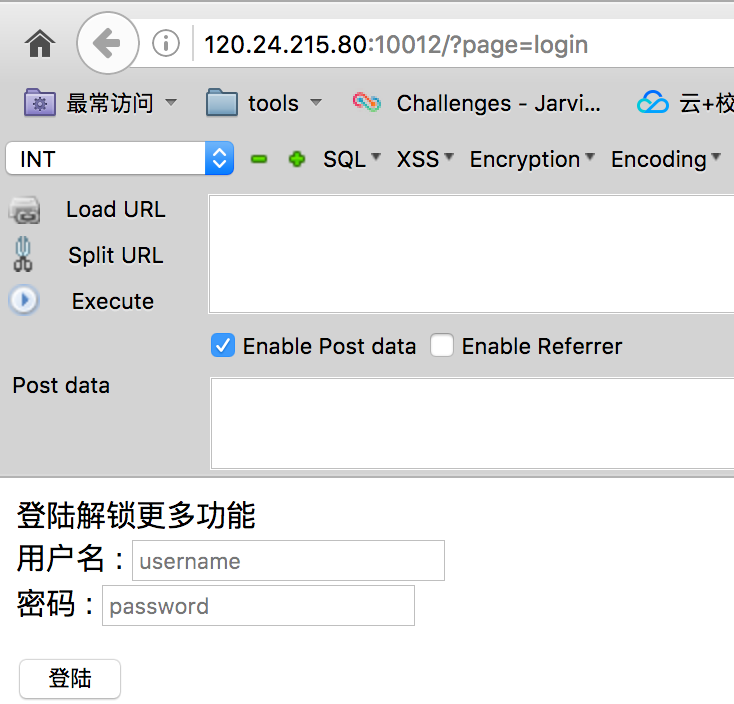 120.24.215.80:10012/?page=login
最常访问 tools Challenges - Jarvi... 云+校
INT SQL XSS Encryption Encoding
Load URL
Split URL
Execute
Enable Post data Enable Referrer
Post data
登陆解锁更多功能
用户名：username
密码：password
登陆